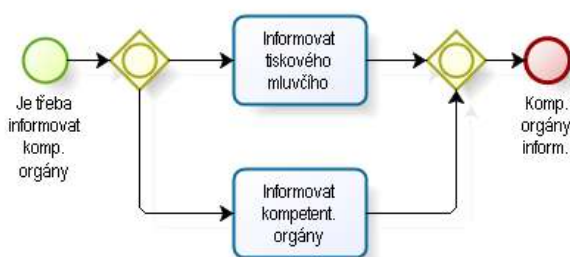 Informovat
tiskového
mluvčího
Je třeba
informovat
komp.
orgány
Komp.
orgány
inform.
Informovat
kompetent.
orgány